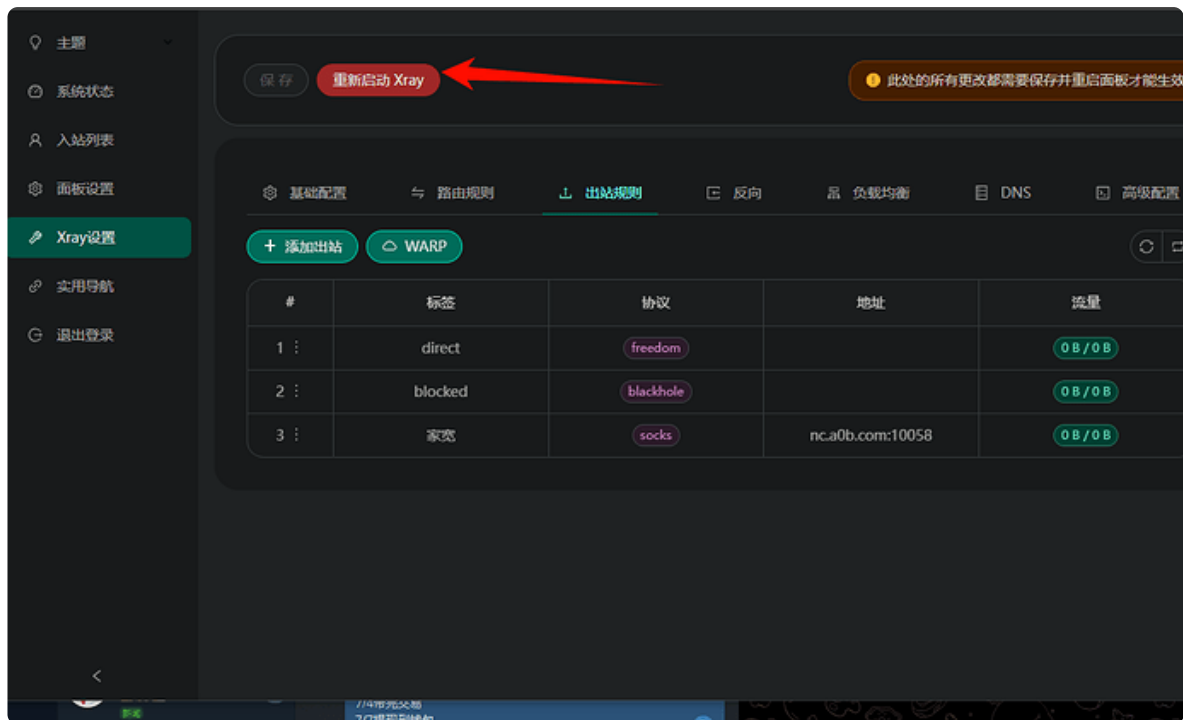 主题
系统状态
入站列表
面板设置
Xray设置
实用导航
退出登录
保存
重新启动 Xray
此处的所有更改都需要保存并重启面板才能生效
基础配置
路由规则
出站规则
反向
负载均衡
DNS
高级配置
+ 添加出站
WARP
# 标签 协议 地址 流量
1 direct freedom 0 B / 0 B
2 blocked blackhole 0 B / 0 B
3 家宽 socks nc.a0b.com:10058 0 B / 0 B